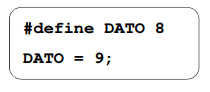 #define DATO 8
DATO = 9;